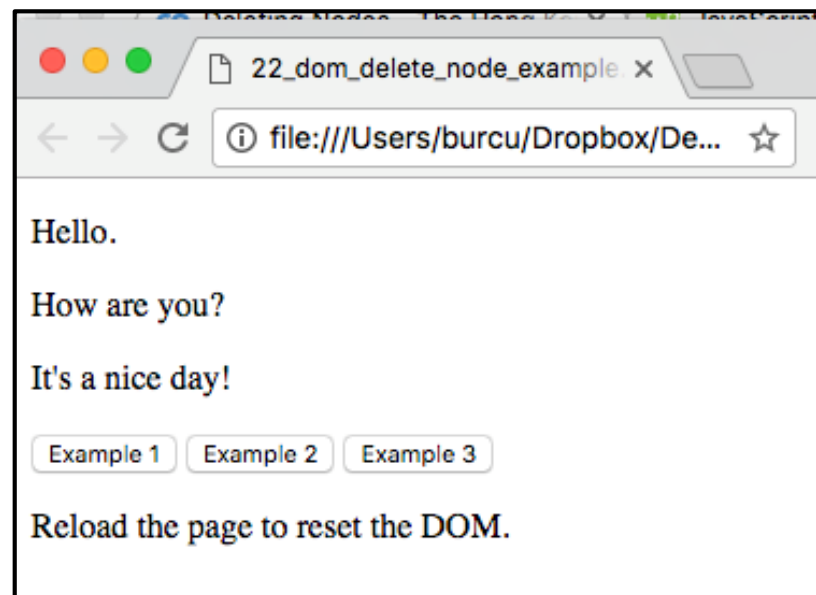 22_dom_delete_node_example.
file:///Users/burcu/Dropbox/De...
Hello.
How are you?
It's a nice day!
Example 1 Example 2 Example 3
Reload the page to reset the DOM.